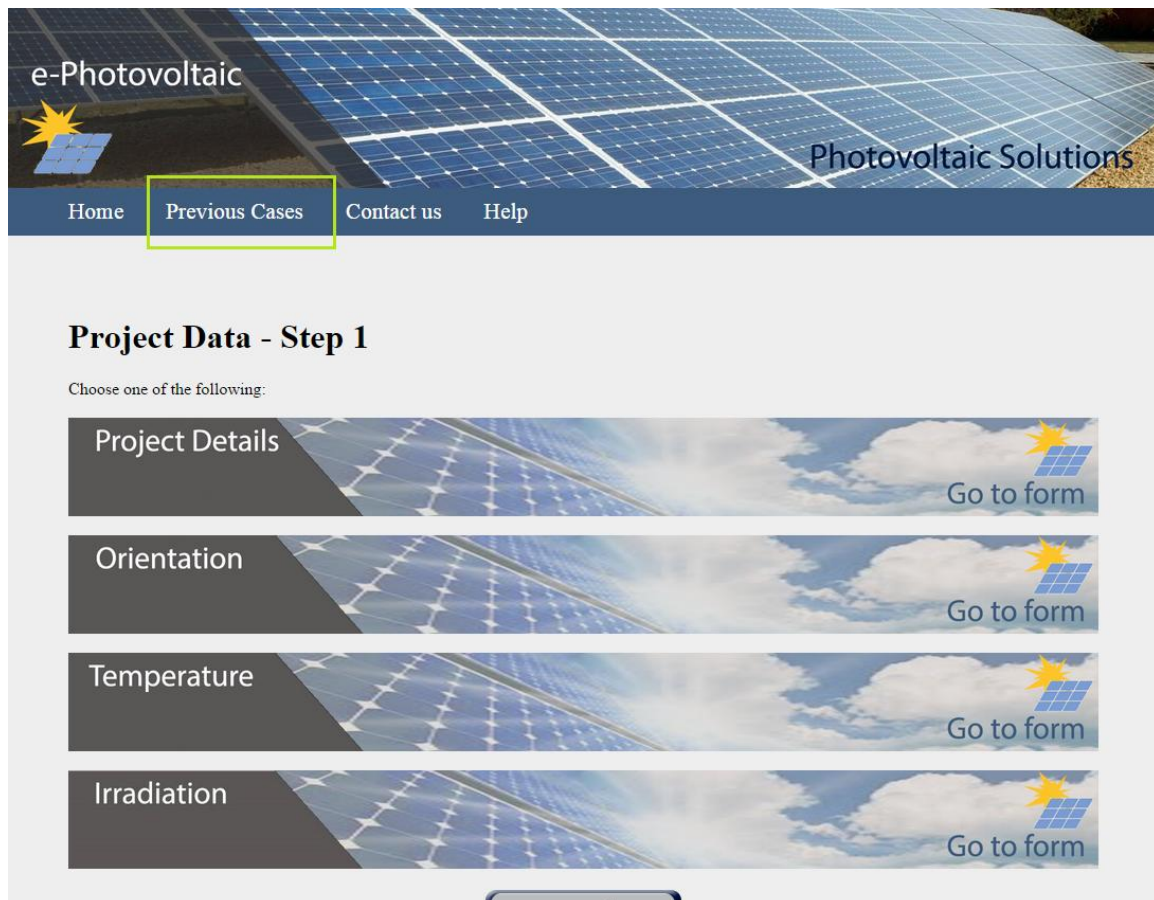 e-Photovoltaic
Photovoltaic Solutions
Home Previous Cases Contact us Help
Project Data - Step 1
Choose one of the following:
Project Details
Go to form
Orientation
Go to form
Temperature
Go to form
Irradiation
Go to form